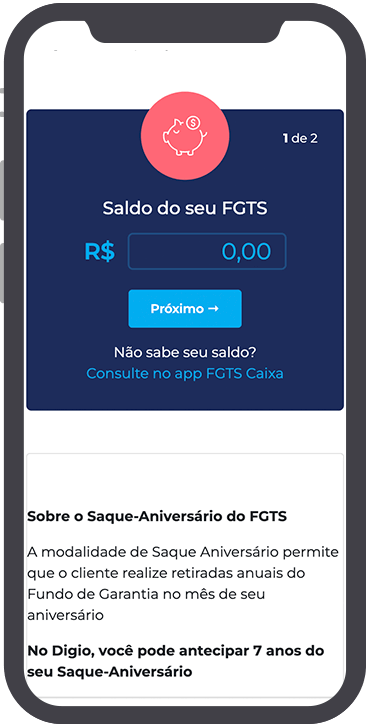 1 de 2
Saldo do seu FGTS
R$ 0,00
Próximo →
Não sabe seu saldo?
Consulte no app FGTS Caixa
Sobre o Saque-Aniversário do FGTS
A modalidade de Saque Aniversário permite
que o cliente realize retiradas anuais do
Fundo de Garantia no mês de seu
aniversário
No Digio, você pode antecipar 7 anos do
seu Saque-Aniversário